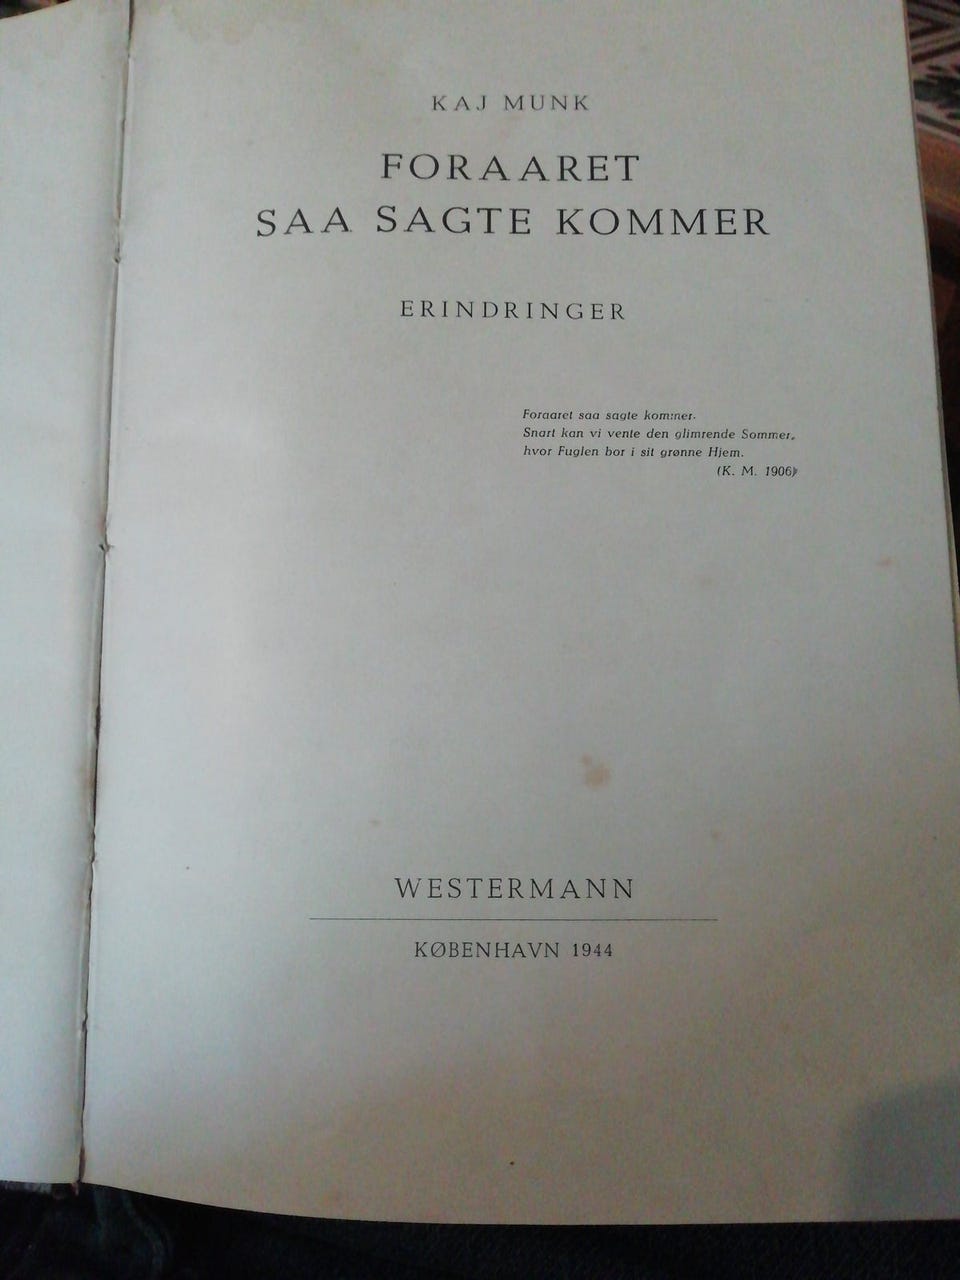 KAJ MUNK
FORAARET
SAA SAGTE KOMMER
ERINDRINGER
Foraaret saa sagte kommer.
Snart kan vi vente den glimrende Sommer,
hvor Fuglen bor i sit grønne Hjem.
(K. M. 1906)
WESTERMANN
KØBENHAVN 1944